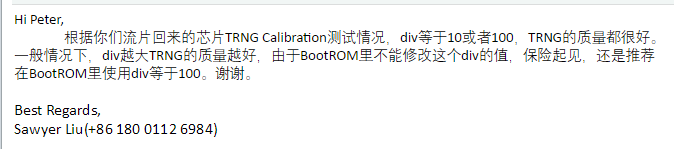 Hi Peter,
根据你们流片回来的芯片TRNG Calibration测试情况，div等于10或者100，TRNG的质量都很好。
一般情况下，div越大TRNG的质量越好，由于BootROM里不能修改这个div的值，保险起见，还是推荐
在BootROM里使用div等于100。谢谢。
Best Regards,
Sawyer Liu(+86 180 0112 6984)